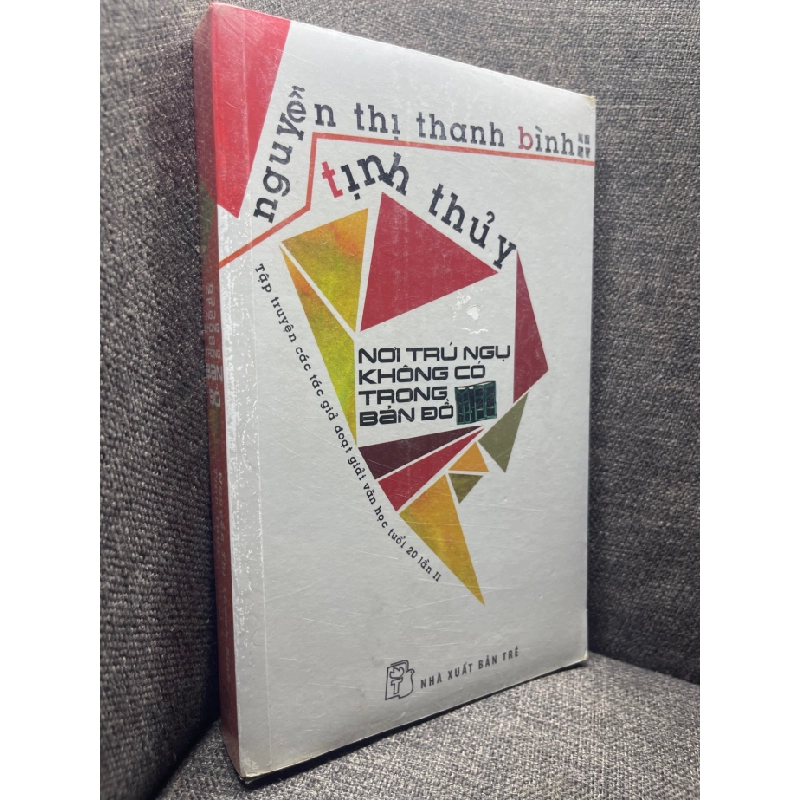 nguyễn thị thanh bình
tịnh thủy
Tập truyện các tác giả đoạt giải văn học tuổi 20 lần II
NƠI TRÚ NGỤ
KHÔNG CÓ
TRONG
BẢN ĐỒ
NHÀ XUẤT BẢN TRẺ